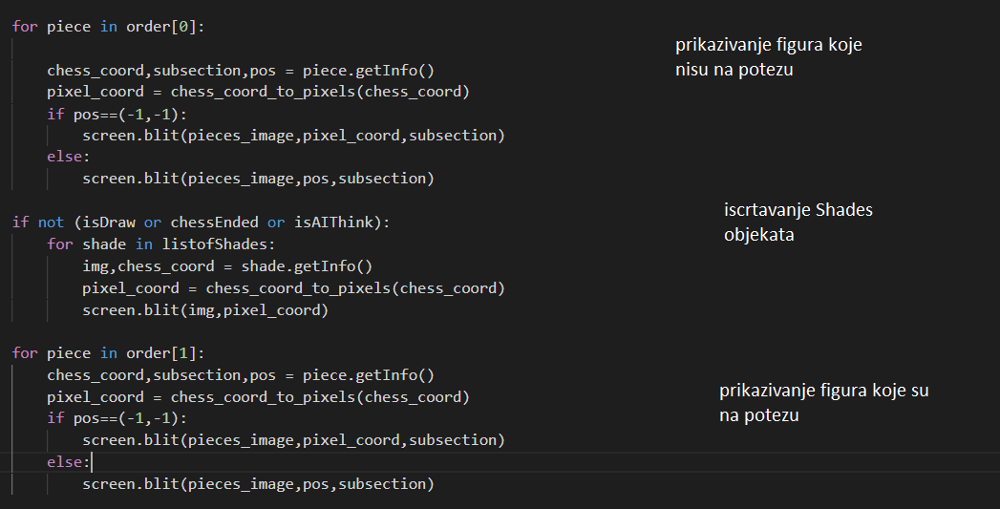 for piece in order[0]:
chess_coord,subsection,pos = piece.getInfo()
pixel_coord = chess_coord_to_pixels(chess_coord)
if pos==(-1,-1):
screen.blit(pieces_image,pixel_coord,subsection)
else:
screen.blit(pieces_image,pos,subsection)
prikazivanje figura koje
nisu na potezu
if not (isDraw or chessEnded or isAIThink):
for shade in listofShades:
img,chess_coord = shade.getInfo()
pixel_coord = chess_coord_to_pixels(chess_coord)
screen.blit(img,pixel_coord)
iscrtavanje Shades
objekata
for piece in order[1]:
chess_coord,subsection,pos = piece.getInfo()
pixel_coord = chess_coord_to_pixels(chess_coord)
if pos==(-1,-1):
screen.blit(pieces_image,pixel_coord,subsection)
else:
screen.blit(pieces_image,pos,subsection)
prikazivanje figura koje su
na potezu